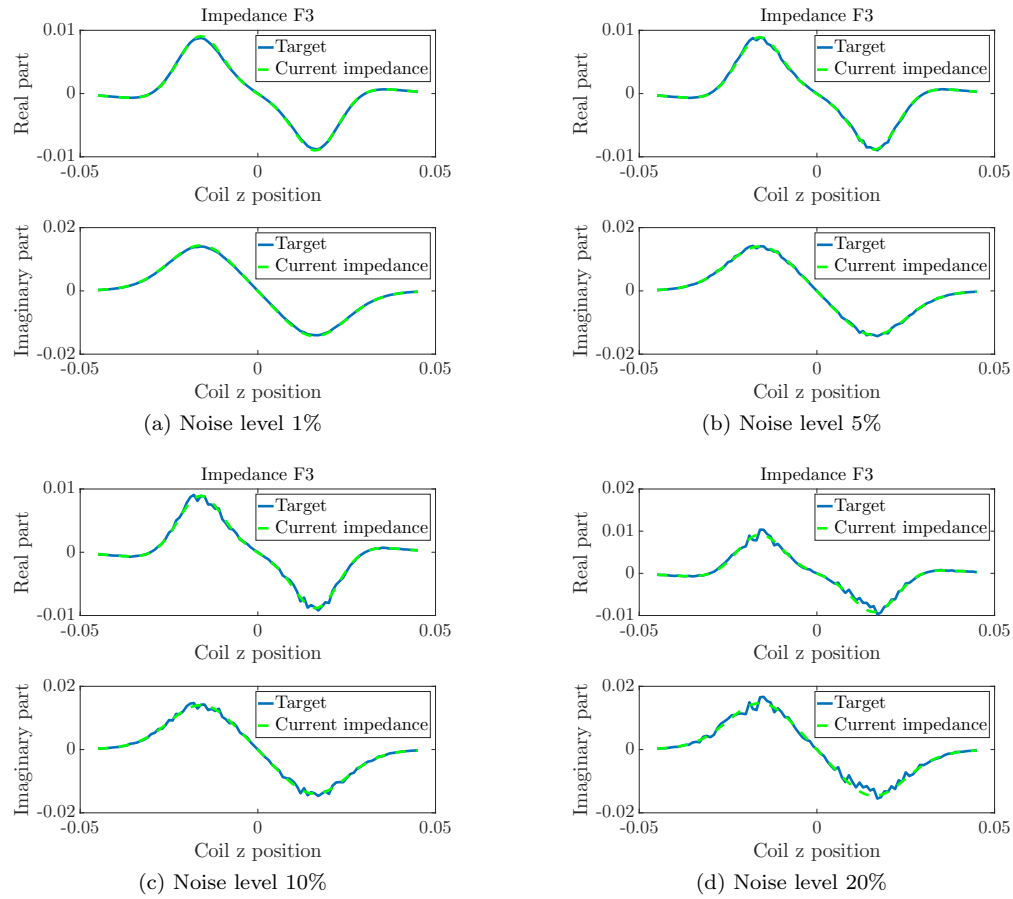 Impedance F3
0.01
0
-0.01
Real part
Target
Current impedance
-0.05
0
0.05
Coil z position
0.02
0
-0.02
Imaginary part
Target
Current impedance
-0.05
0
0.05
Coil z position
(a) Noise level 1%
Impedance F3
0.01
0
-0.01
Real part
Target
Current impedance
-0.05
0
0.05
Coil z position
0.02
0
-0.02
Imaginary part
Target
Current impedance
-0.05
0
0.05
Coil z position
(b) Noise level 5%
Impedance F3
0.01
0
-0.01
Real part
Target
Current impedance
-0.05
0
0.05
Coil z position
0.02
0
-0.02
Imaginary part
Target
Current impedance
-0.05
0
0.05
Coil z position
(c) Noise level 10%
Impedance F3
0.02
0.01
0
-0.01
Real part
Target
Current impedance
-0.05
0
0.05
Coil z position
0.02
0
-0.02
Imaginary part
Target
Current impedance
-0.05
0
0.05
Coil z position
(d) Noise level 20%